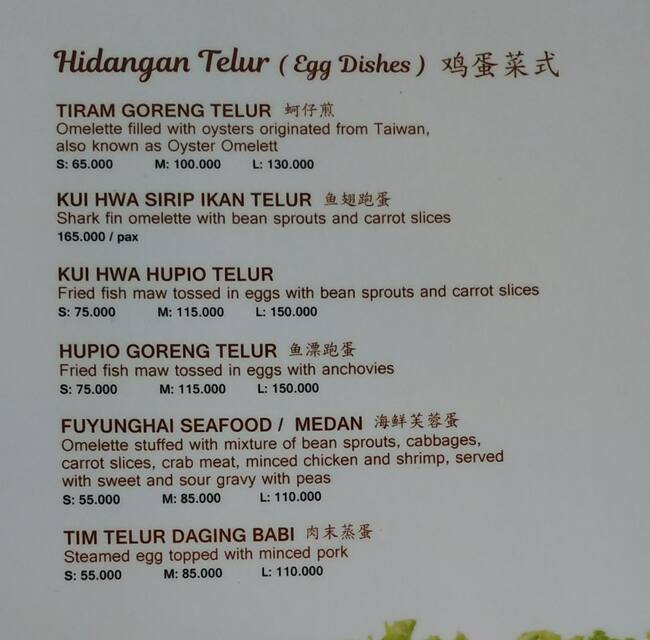 Hidangan Telur ( Egg Dishes ) 鸡蛋菜式
TIRAM GORENG TELUR 蚵仔煎
Omelette filled with oysters originated from Taiwan,
also known as Oyster Omelett
S: 65.000 M: 100.000 L: 130.000
KUI HWA SIRIP IKAN TELUR 鱼翅跑蛋
Shark fin omelette with bean sprouts and carrot slices
165.000 / pax
KUI HWA HUPIO TELUR
Fried fish maw tossed in eggs with bean sprouts and carrot slices
S: 75.000 M: 115.000 L: 150.000
HUPIO GORENG TELUR 鱼漂跑蛋
Fried fish maw tossed in eggs with anchovies
S: 75.000 M: 115.000 L: 150.000
FUYUNGHAI SEAFOOD / MEDAN 海鲜芙蓉蛋
Omelette stuffed with mixture of bean sprouts, cabbages,
carrot slices, crab meat, minced chicken and shrimp, served
with sweet and sour gravy with peas
S: 55.000 M: 85.000 L: 110.000
TIM TELUR DAGING BABI 肉末蒸蛋
Steamed egg topped with minced pork
S: 55.000 M: 85.000 L: 110.000